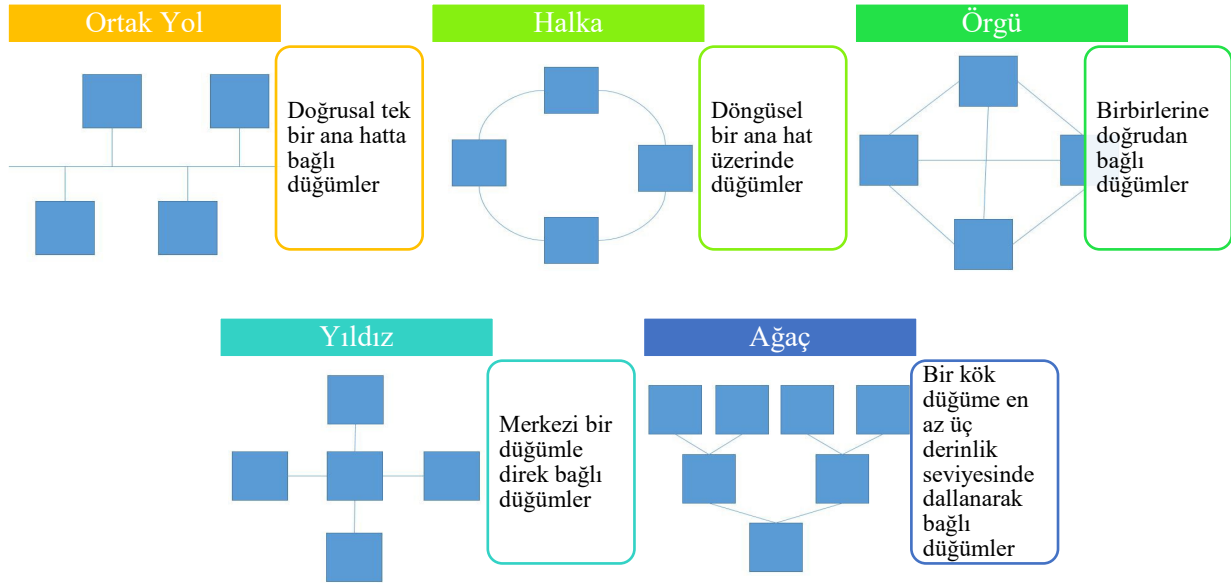 Ortak Yol
Doğrusal tek
bir ana hatta
bağlı
düğümler
Halka
Döngüsel
bir ana hat
üzerinde
düğümler
Örgü
Birbirlerine
doğrudan
bağlı
düğümler
Yıldız
Merkezi bir
düğümle
direk bağlı
düğümler
Ağaç
Bir kök
düğüme en
az üç
derinlik
seviyesinde
dallanarak
bağlı
düğümler